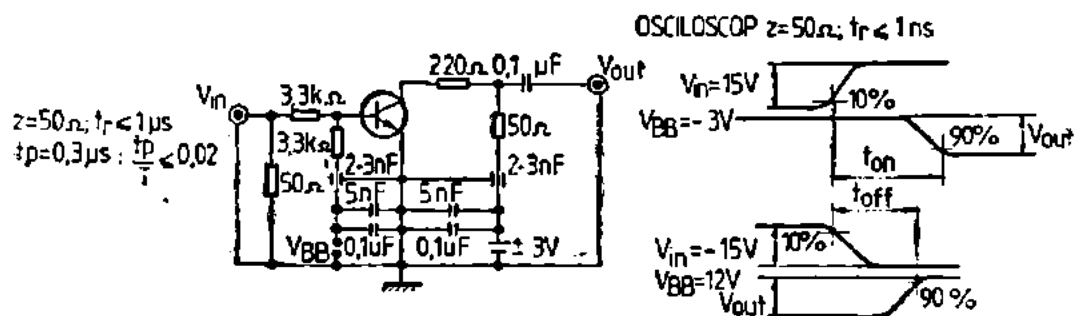 OSCILOSCOP z=50Ω; tr ≤ 1ns
220Ω 0,1 µF
Vout
Vin
3,3kΩ
z=50Ω; tr ≤ 1µs
tp=0,3µs; tp/T ≤ 0,02
3,3kΩ
50Ω
50Ω
2·3nF
2·3nF
5nF
5nF
0,1uF
0,1uF
VBB
± 3V
Vin=15V
10%
VBB=-3V
90%
Vout
ton
toff
Vin=-15V
10%
VBB=12V
Vout
90%